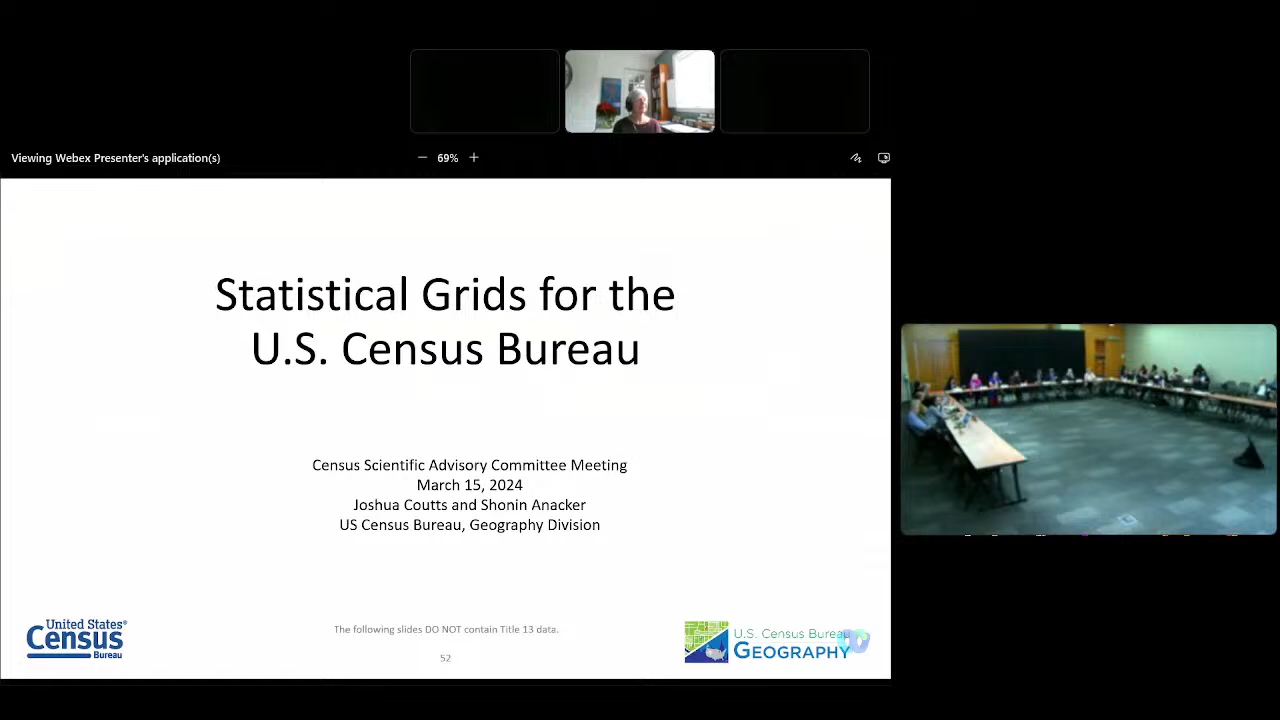 Viewing Webex Presenter's application(s)
69%
Statistical Grids for the
U.S. Census Bureau
Census Scientific Advisory Committee Meeting
March 15, 2024
Joshua Coutts and Shonin Anacker
US Census Bureau, Geography Division
United States®
Census
Bureau
The following slides DO NOT contain Title 13 data.
52
U.S. Census Bureau
GEOGRAPHY